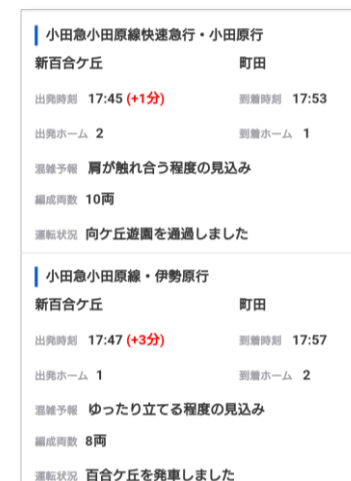 小田急小田原線快速急行・小田原行
新百合ケ丘 町田
出発時刻 17:45 (+1分) 到着時刻 17:53
出発ホーム 2 到着ホーム 1
混雑予報 肩が触れ合う程度の見込み
編成両数 10両
運転状況 向ケ丘遊園を通過しました
小田急小田原線・伊勢原行
新百合ケ丘 町田
出発時刻 17:47 (+3分) 到着時刻 17:57
出発ホーム 1 到着ホーム 2
混雑予報 ゆったり立てる程度の見込み
編成両数 8両
運転状況 百合ケ丘を発車しました